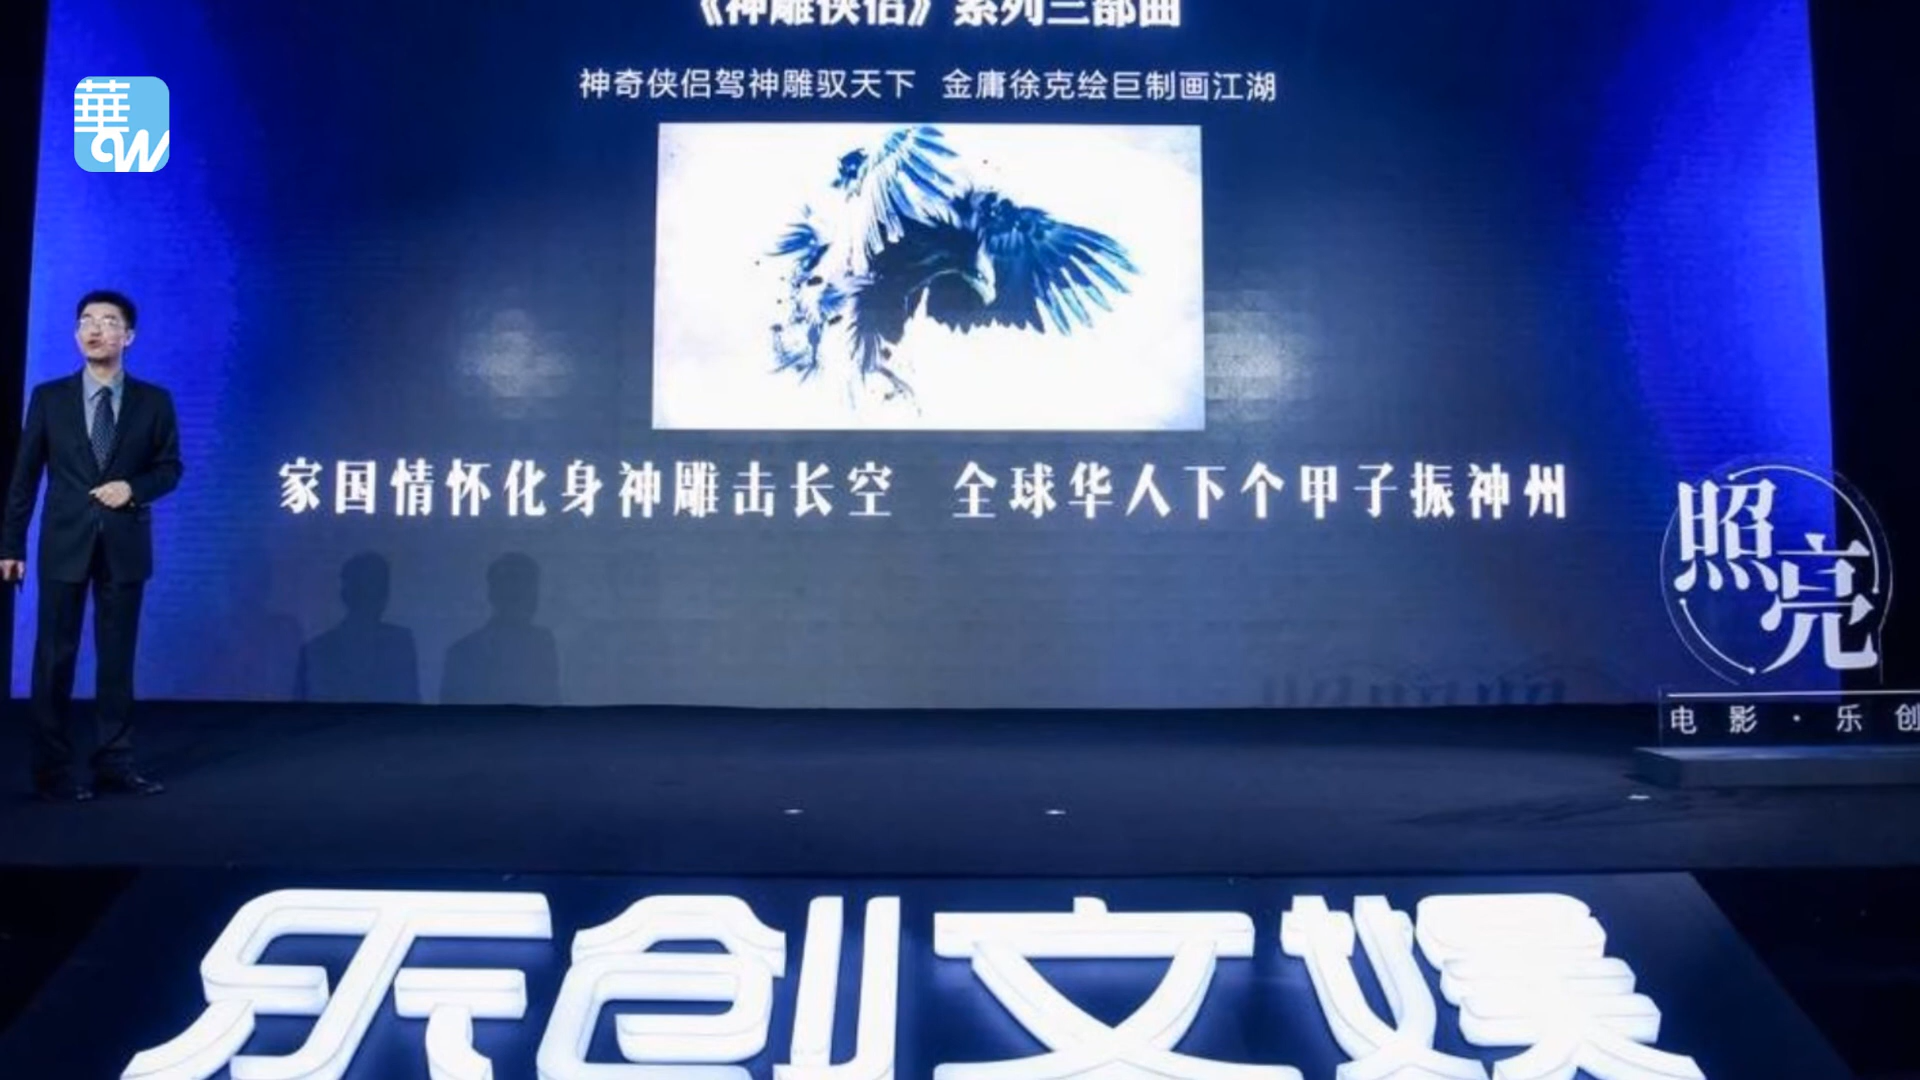 《神雕侠侣》系列三部曲
華
cw
神奇侠侣驾神雕驭天下 金庸徐克绘巨制画江湖
家国情怀化身神雕击长空 全球华人下个甲子振神州
照亮
电影·乐创
乐创文媒